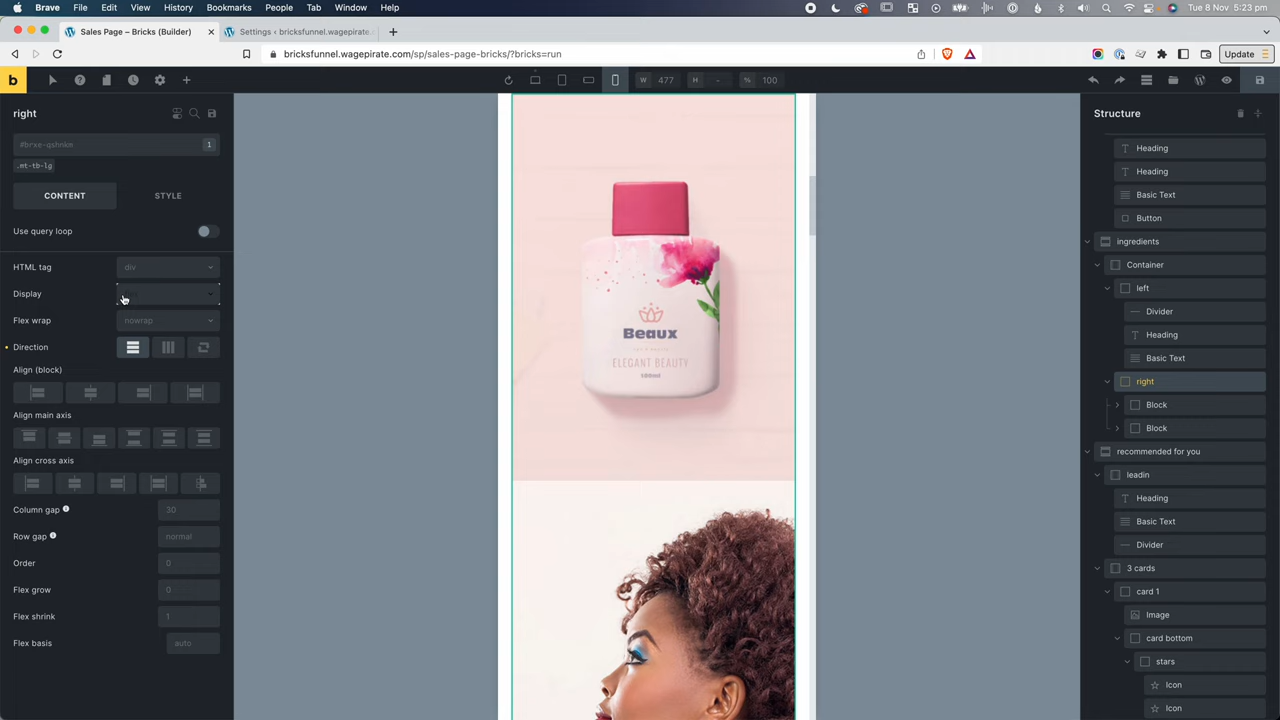 Brave File Edit View History Bookmarks People Tab Window Help Tue 8 Nov 5:23 pm
Sales Page – Bricks (Builder)
Settings ‹ bricksfunnel.wagepirate.
bricksfunnel.wagepirate.com/sp/sales-page-bricks/?bricks=run
Update
b
W 477 H - % 100
right
#brxe-qshnkm
1
.mt-tb-lg
CONTENT STYLE
Use query loop
HTML tag div
Display
Flex wrap nowrap
Direction
Align (block)
Align main axis
Align cross axis
Column gap 30
Row gap normal
Order 0
Flex grow 0
Flex shrink 1
Flex basis auto
Beaux
ELEGANT BEAUTY
Structure
Heading
Heading
Basic Text
Button
ingredients
Container
left
Divider
Heading
Basic Text
right
Block
Block
recommended for you
leadin
Heading
Basic Text
Divider
3 cards
card 1
Image
card bottom
stars
Icon
Icon